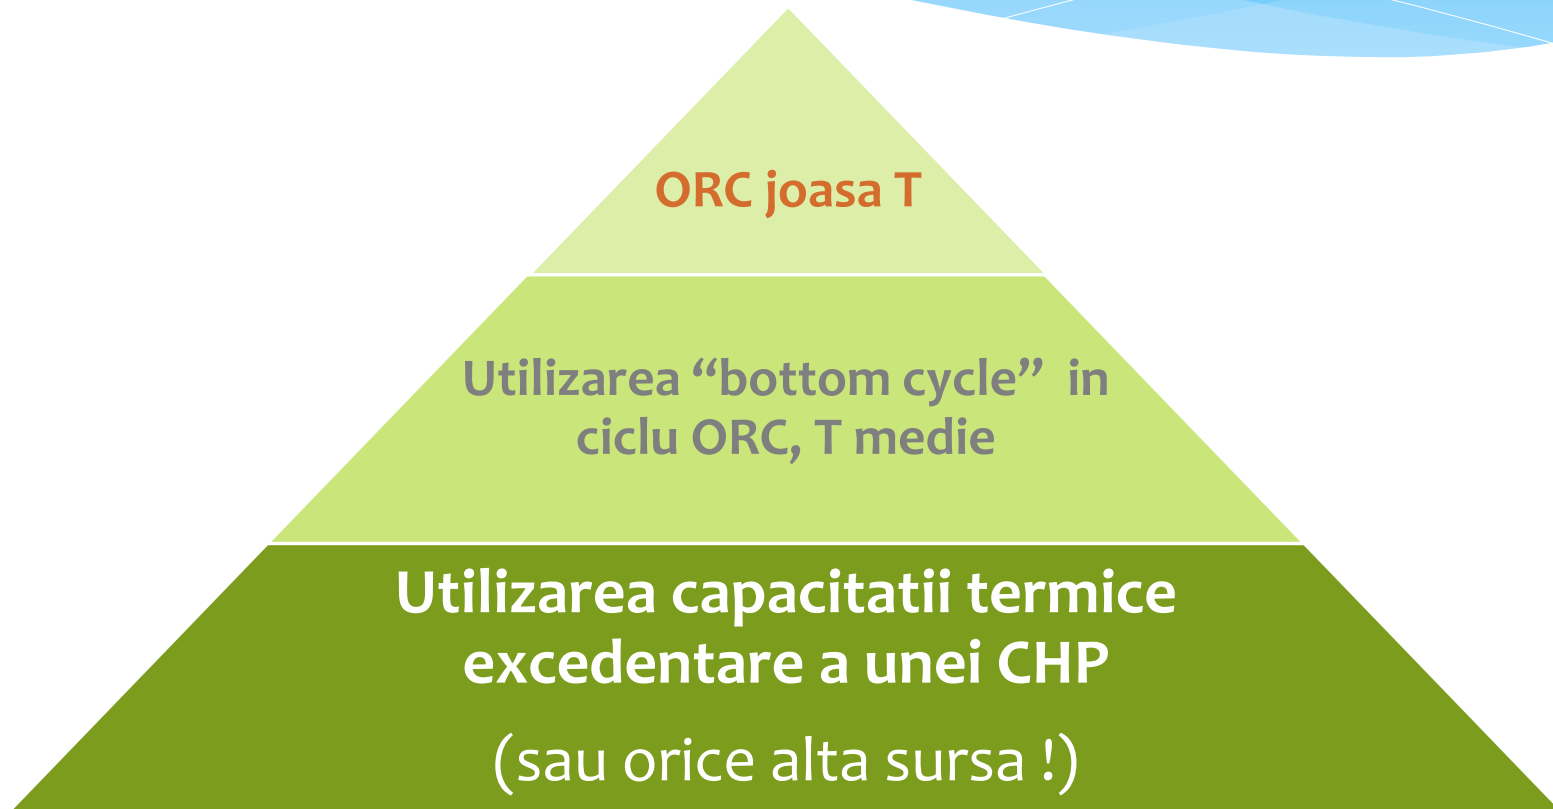 ORC joasa T
Utilizarea “bottom cycle”  in
ciclu ORC, T medie
Utilizarea capacitatii termice
excedentare a unei CHP
(sau orice alta sursa !)